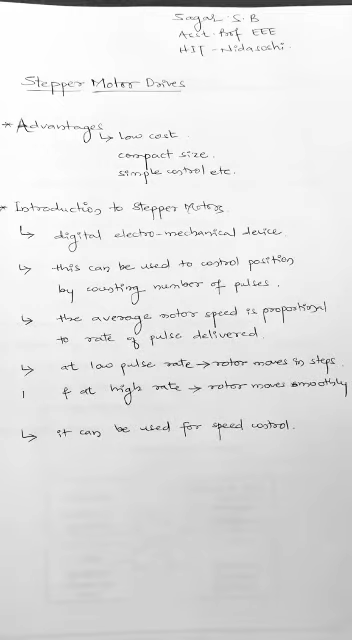 Sagar. S. B
Asst. Prof EEE
HIT - Nidasoshi.
Stepper Motor Drives
* Advantages
↳ low cost.
compact size.
simple control etc.
* Introduction to Stepper Motors.
↳ digital electro-mechanical device.
↳ this can be used to control position
by counting number of pulses.
↳ the average motor speed is proportional
to rate of pulse delivered.
↳ at low pulse rate → rotor moves in steps.
& at high rate → rotor moves smoothly
↳ it can be used for speed control.